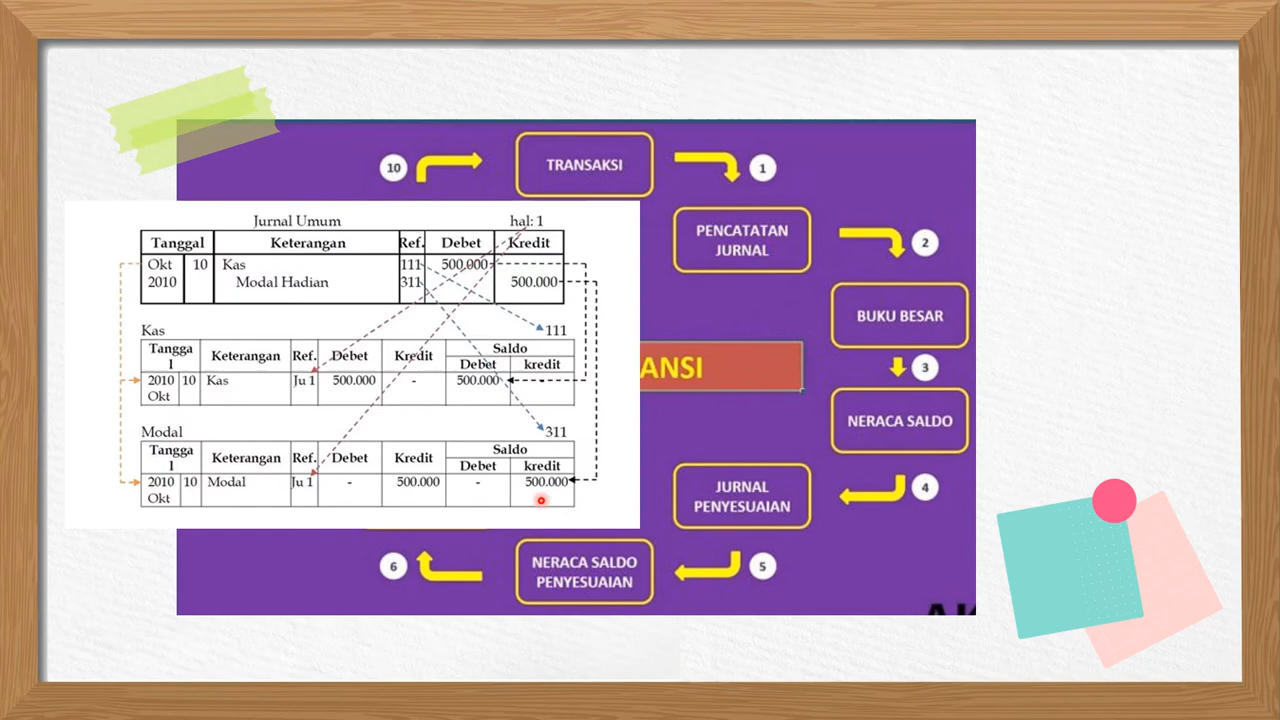 10
TRANSAKSI
1
PENCATATAN
JURNAL
2
BUKU BESAR
3
NERACA SALDO
4
JURNAL
PENYESUAIAN
5
NERACA SALDO
PENYESUAIAN
6
ANSI
Jurnal Umum hal: 1
Tanggal Keterangan Ref. Debet Kredit
Okt 10 Kas 111 500.000
2010 Modal Hadian 311 500.000
Kas 111
Tangga Keterangan Ref. Debet Kredit Saldo
l Debet kredit
2010 10 Kas Ju 1 500.000 - 500.000 -
Okt
Modal 311
Tangga Keterangan Ref. Debet Kredit Saldo
l Debet kredit
2010 10 Modal Ju 1 - 500.000 - 500.000
Okt